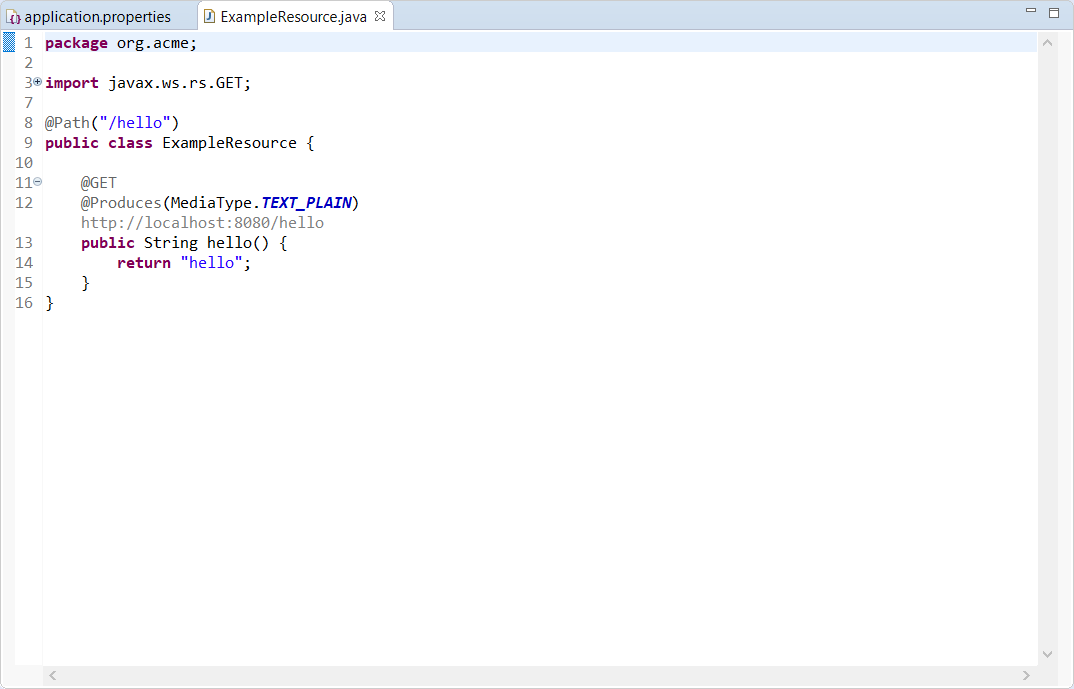 application.properties ExampleResource.java
1 package org.acme;
2
3 import javax.ws.rs.GET;
7
8 @Path("/hello")
9 public class ExampleResource {
10
11 @GET
12 @Produces(MediaType.TEXT_PLAIN)
http://localhost:8080/hello
13 public String hello() {
14 return "hello";
15 }
16 }